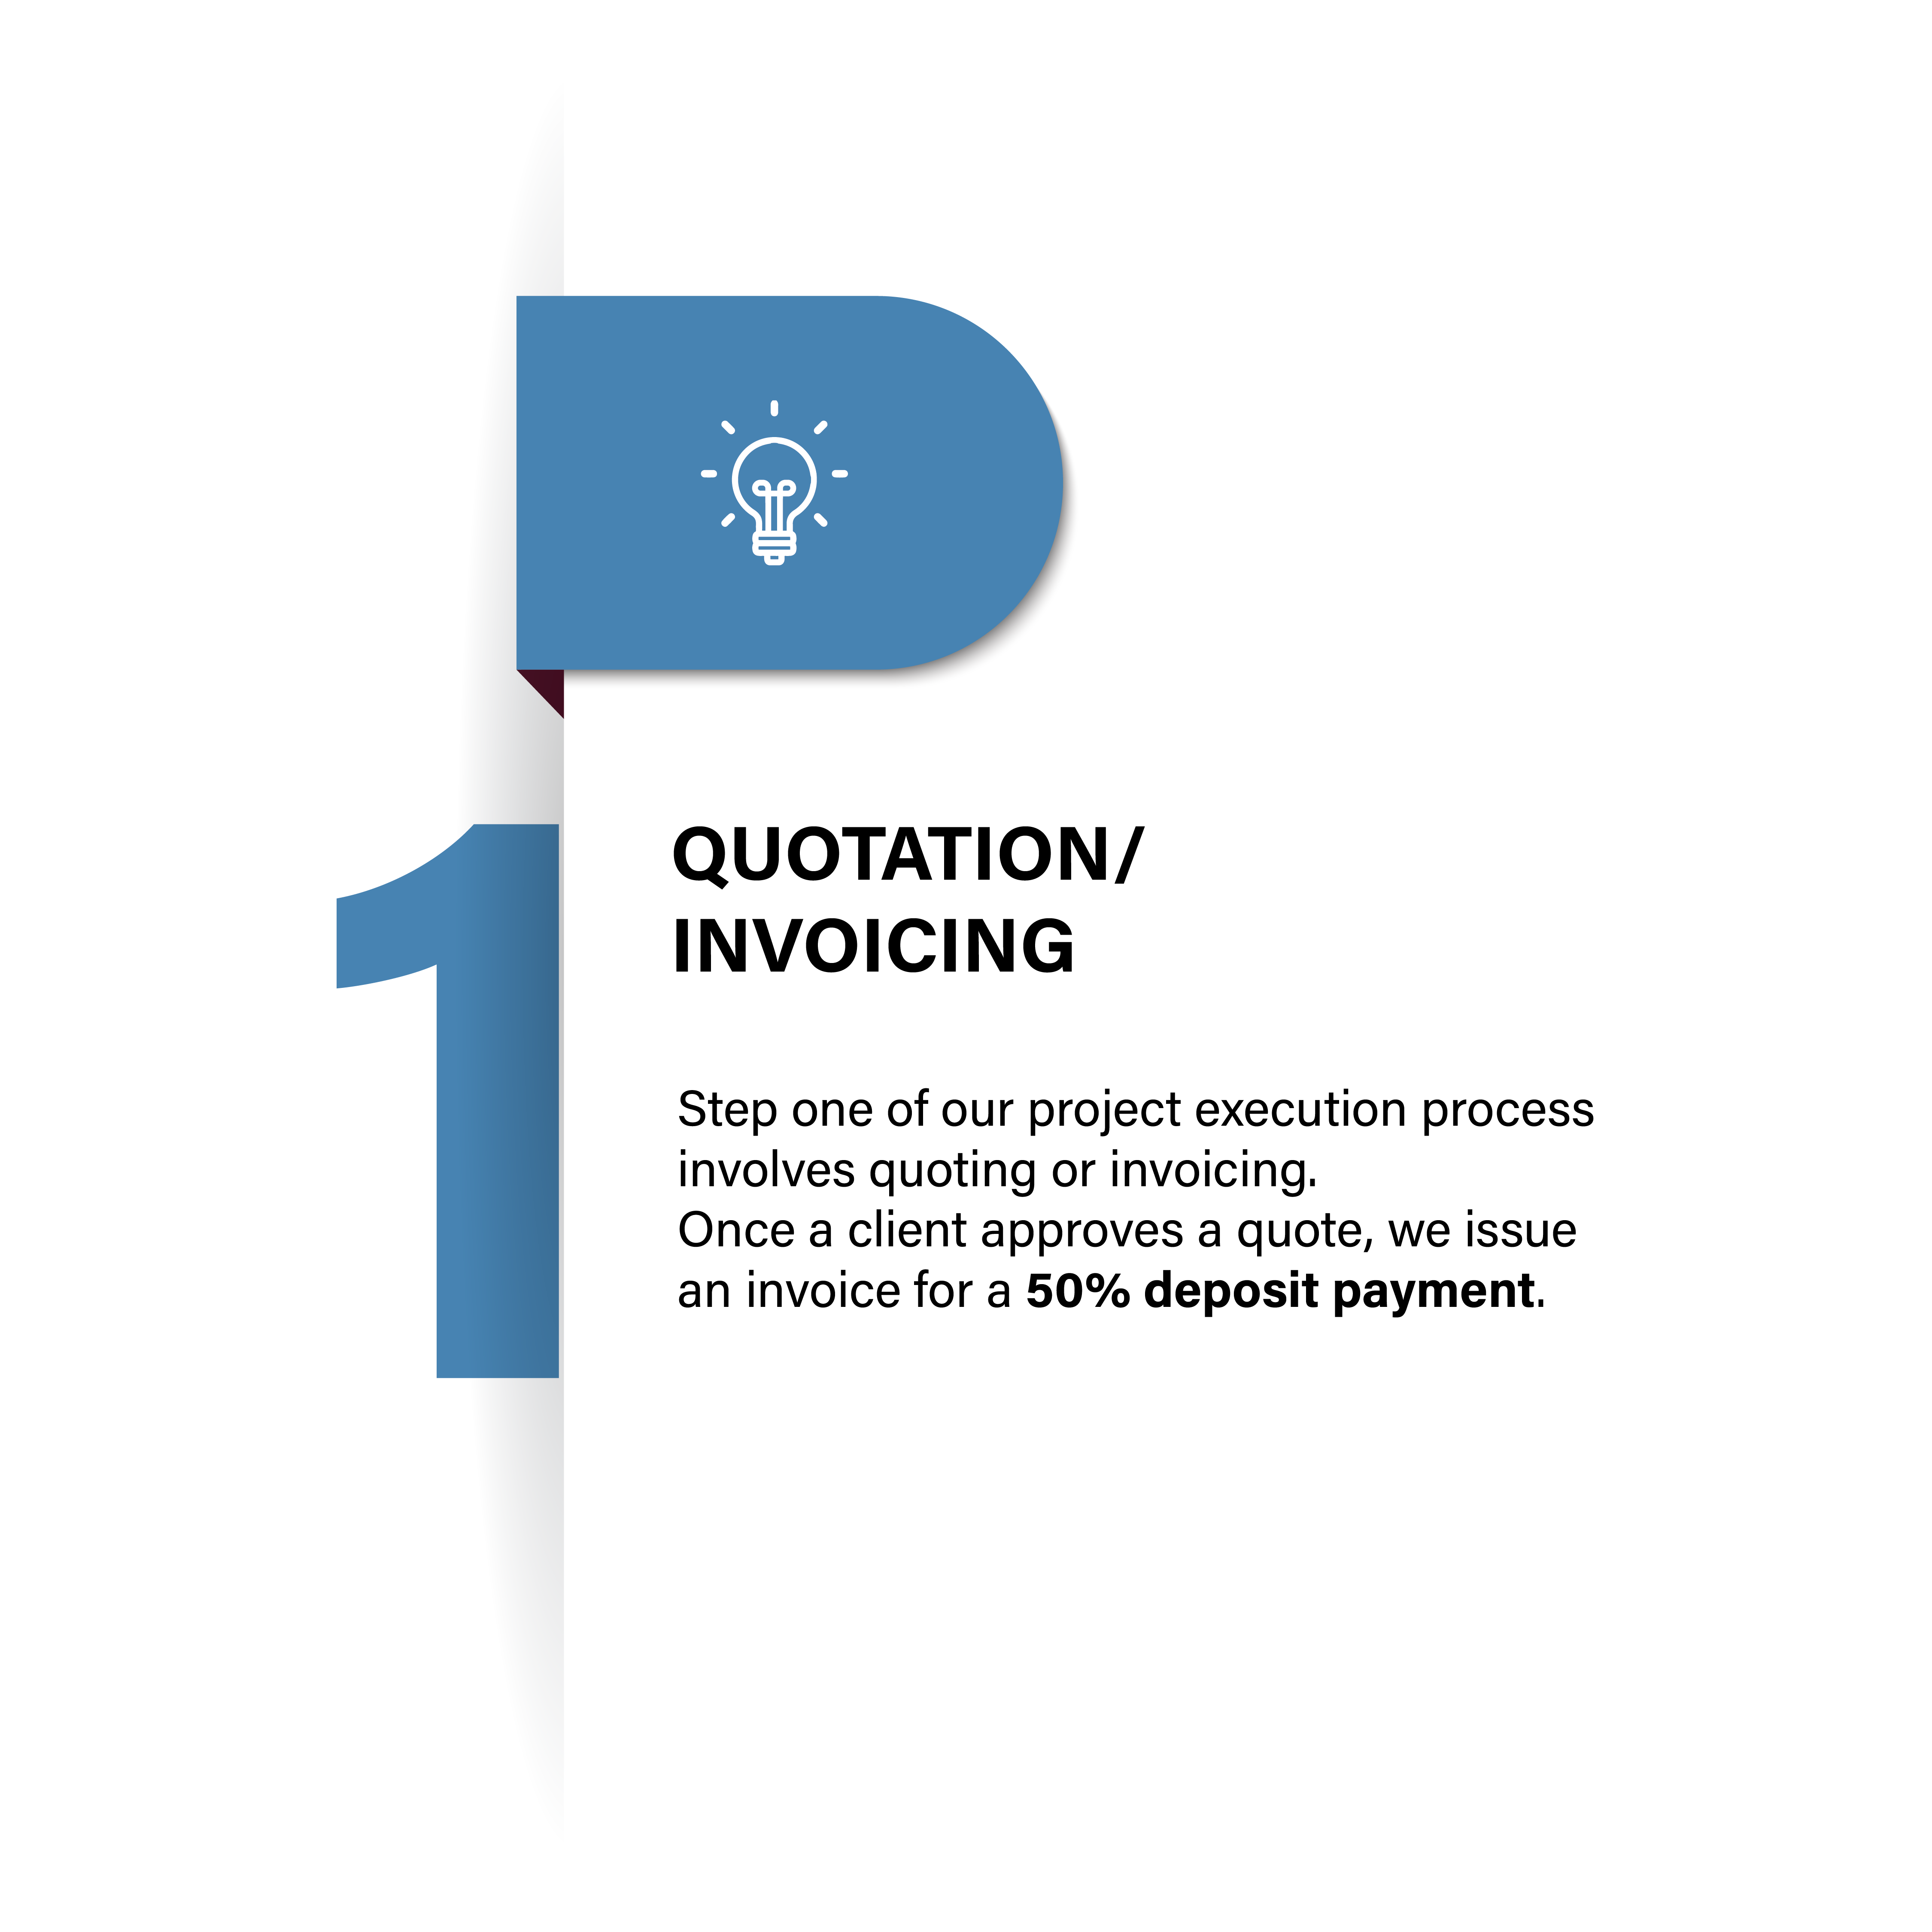 1
QUOTATION/
INVOICING
Step one of our project execution process
involves quoting or invoicing.
Once a client approves a quote, we issue
an invoice for a 50% deposit payment.